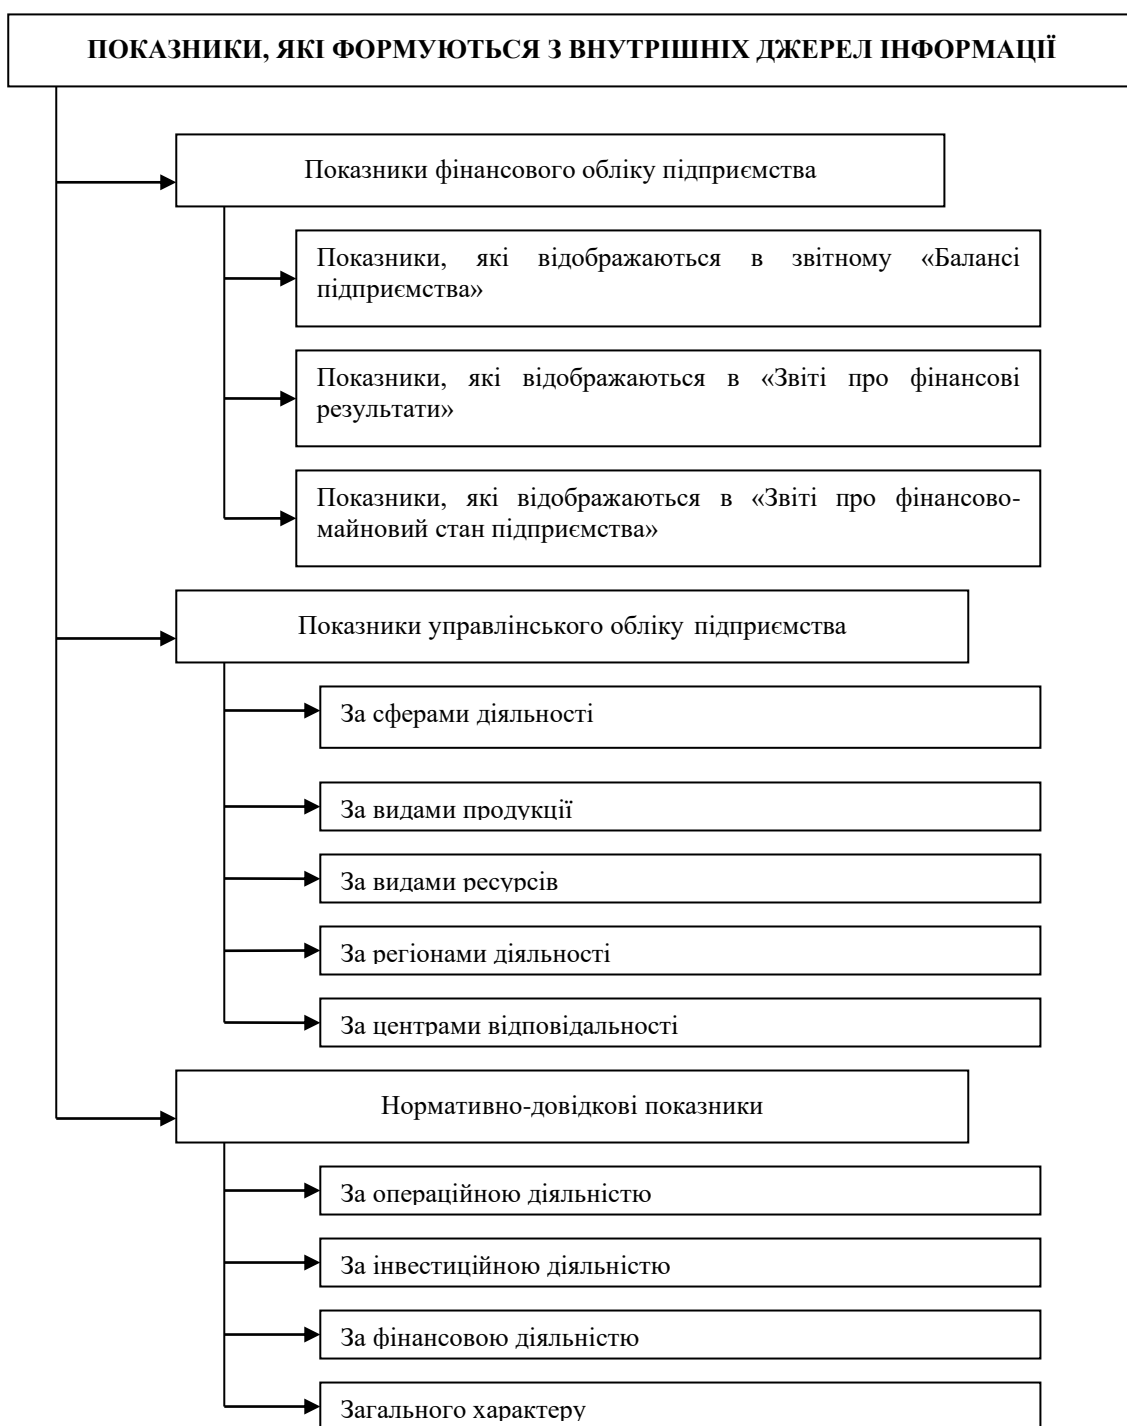 ПОКАЗНИКИ, ЯКІ ФОРМУЮТЬСЯ З ВНУТРІШНІХ ДЖЕРЕЛ ІНФОРМАЦІЇ
Показники фінансового обліку підприємства
Показники, які відображаються в звітному «Балансі
підприємства»
Показники, які відображаються в «Звіті про фінансові
результати»
Показники, які відображаються в «Звіті про фінансово-
майновий стан підприємства»
Показники управлінського обліку підприємства
За сферами діяльності
За видами продукції
За видами ресурсів
За регіонами діяльності
За центрами відповідальності
Нормативно-довідкові показники
За операційною діяльністю
За інвестиційною діяльністю
За фінансовою діяльністю
Загального характеру